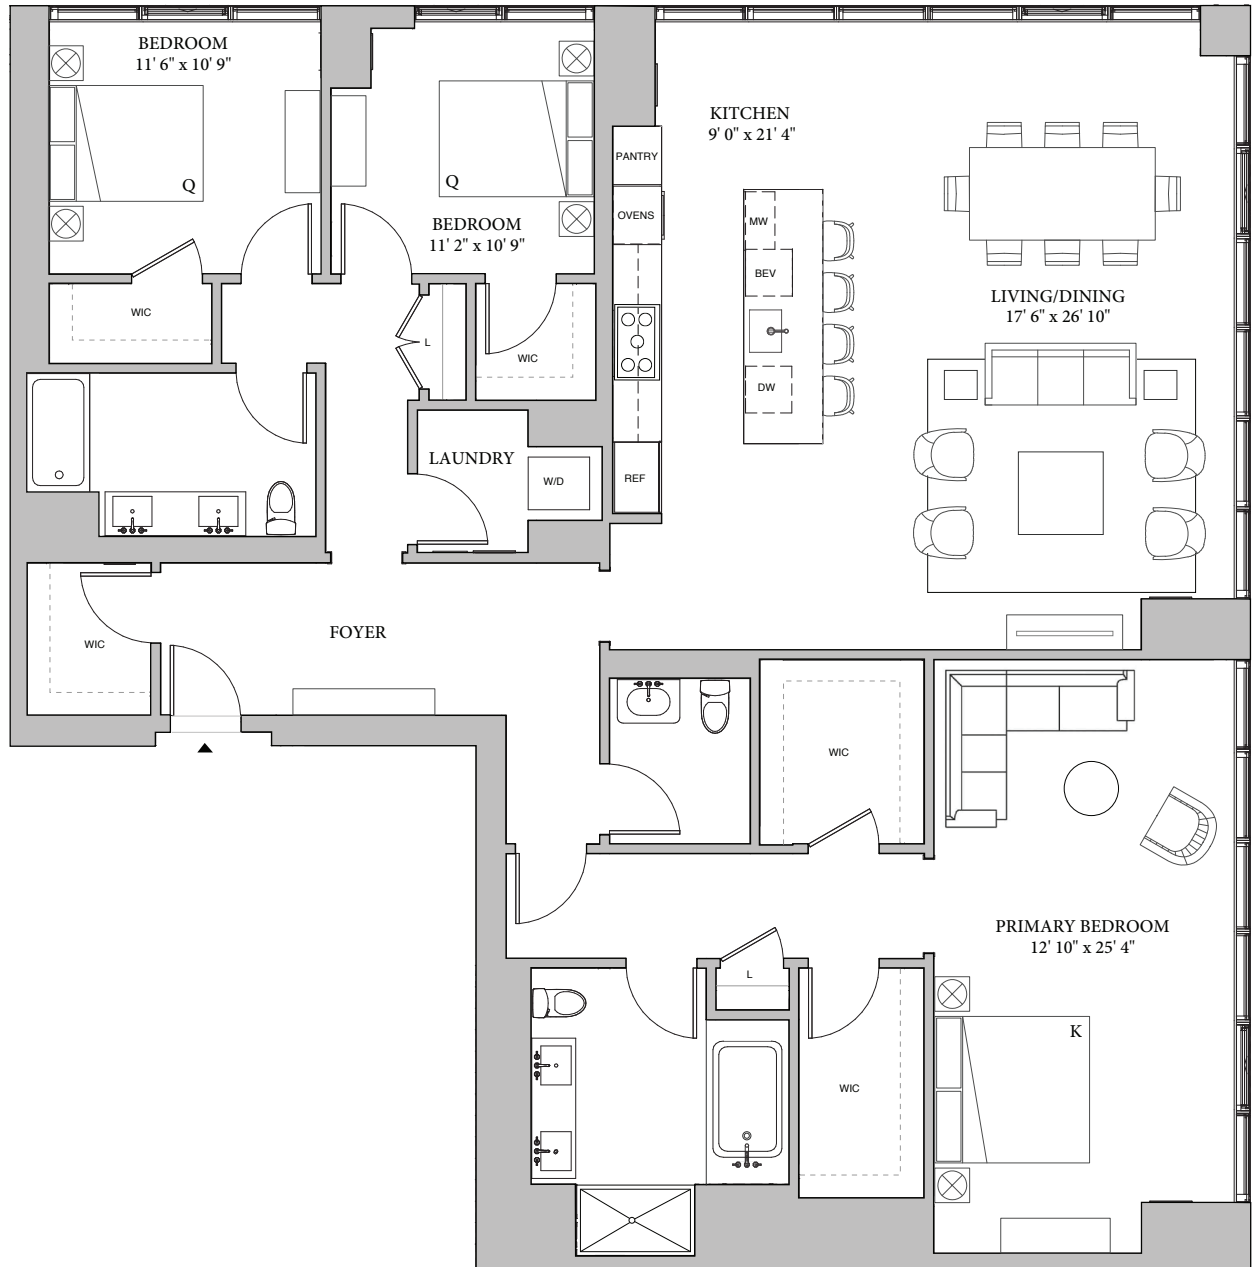 BEDROOM
11' 6" x 10' 9"
Q
BEDROOM
11' 2" x 10' 9"
Q
KITCHEN
9' 0" x 21' 4"
PANTRY
OVENS
REF
MW
BEV
DW
LIVING/DINING
17' 6" x 26' 10"
WIC
L
WIC
LAUNDRY
W/D
WIC
FOYER
WIC
PRIMARY BEDROOM
12' 10" x 25' 4"
L
K
WIC